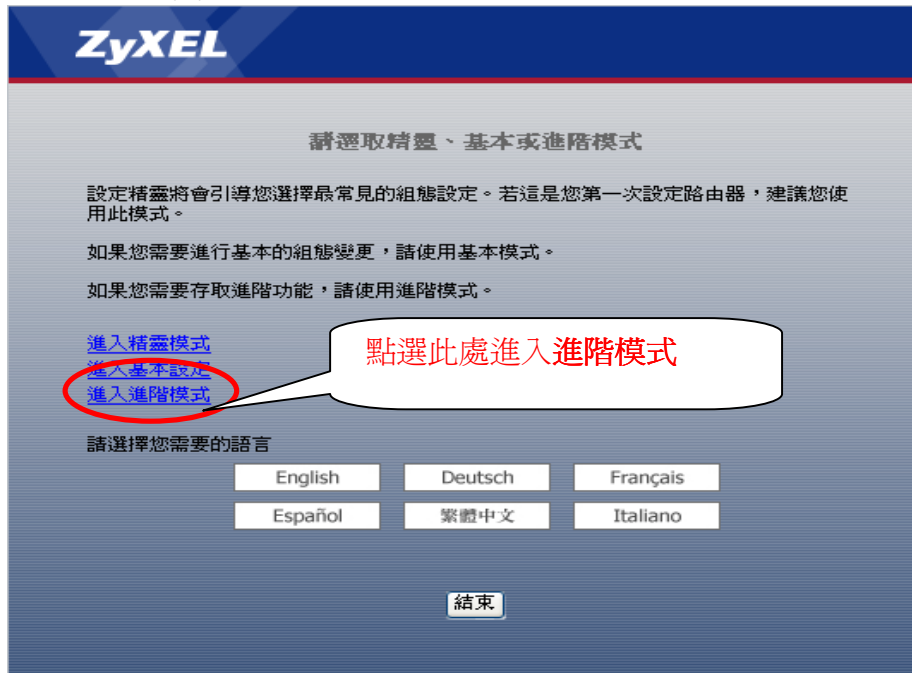 ZyXEL
請選取精靈、基本或進階模式
設定精靈將會引導您選擇最常見的組態設定。若這是您第一次設定路由器，建議您使
用此模式。
如果您需要進行基本的組態變更，請使用基本模式。
如果您需要存取進階功能，請使用進階模式。
進入精靈模式
進入基本設定
進入進階模式
點選此處進入進階模式
請選擇您需要的語言
English
Deutsch
Français
Español
繁體中文
Italiano
結束